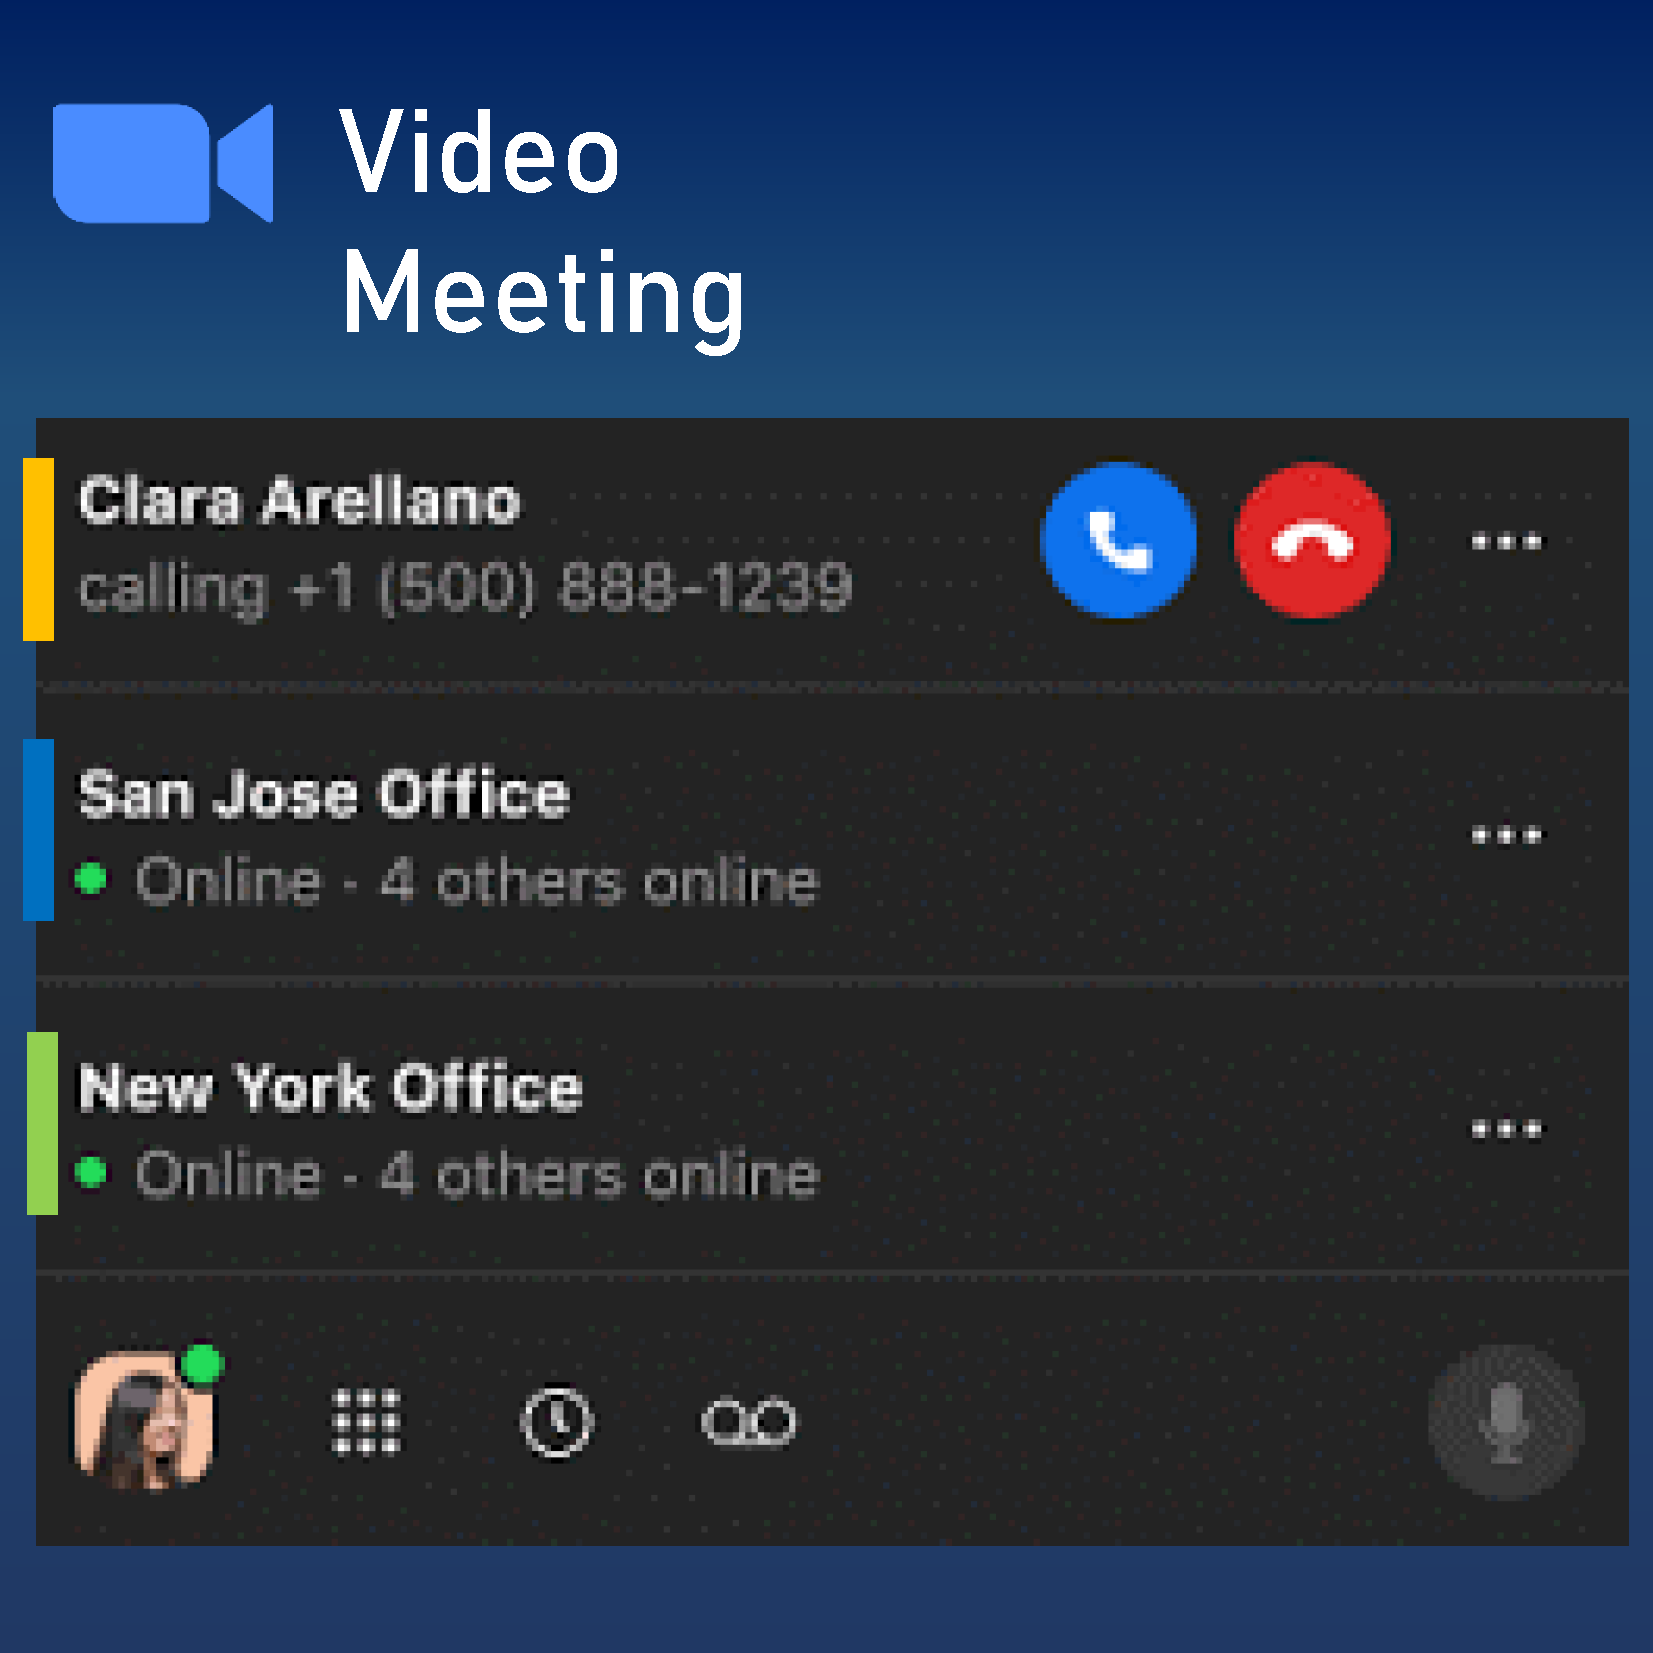 Video
Meeting
Clara Arellano
calling +1 (500) 888-1239
San Jose Office
Online - 4 others online
New York Office
Online - 4 others online